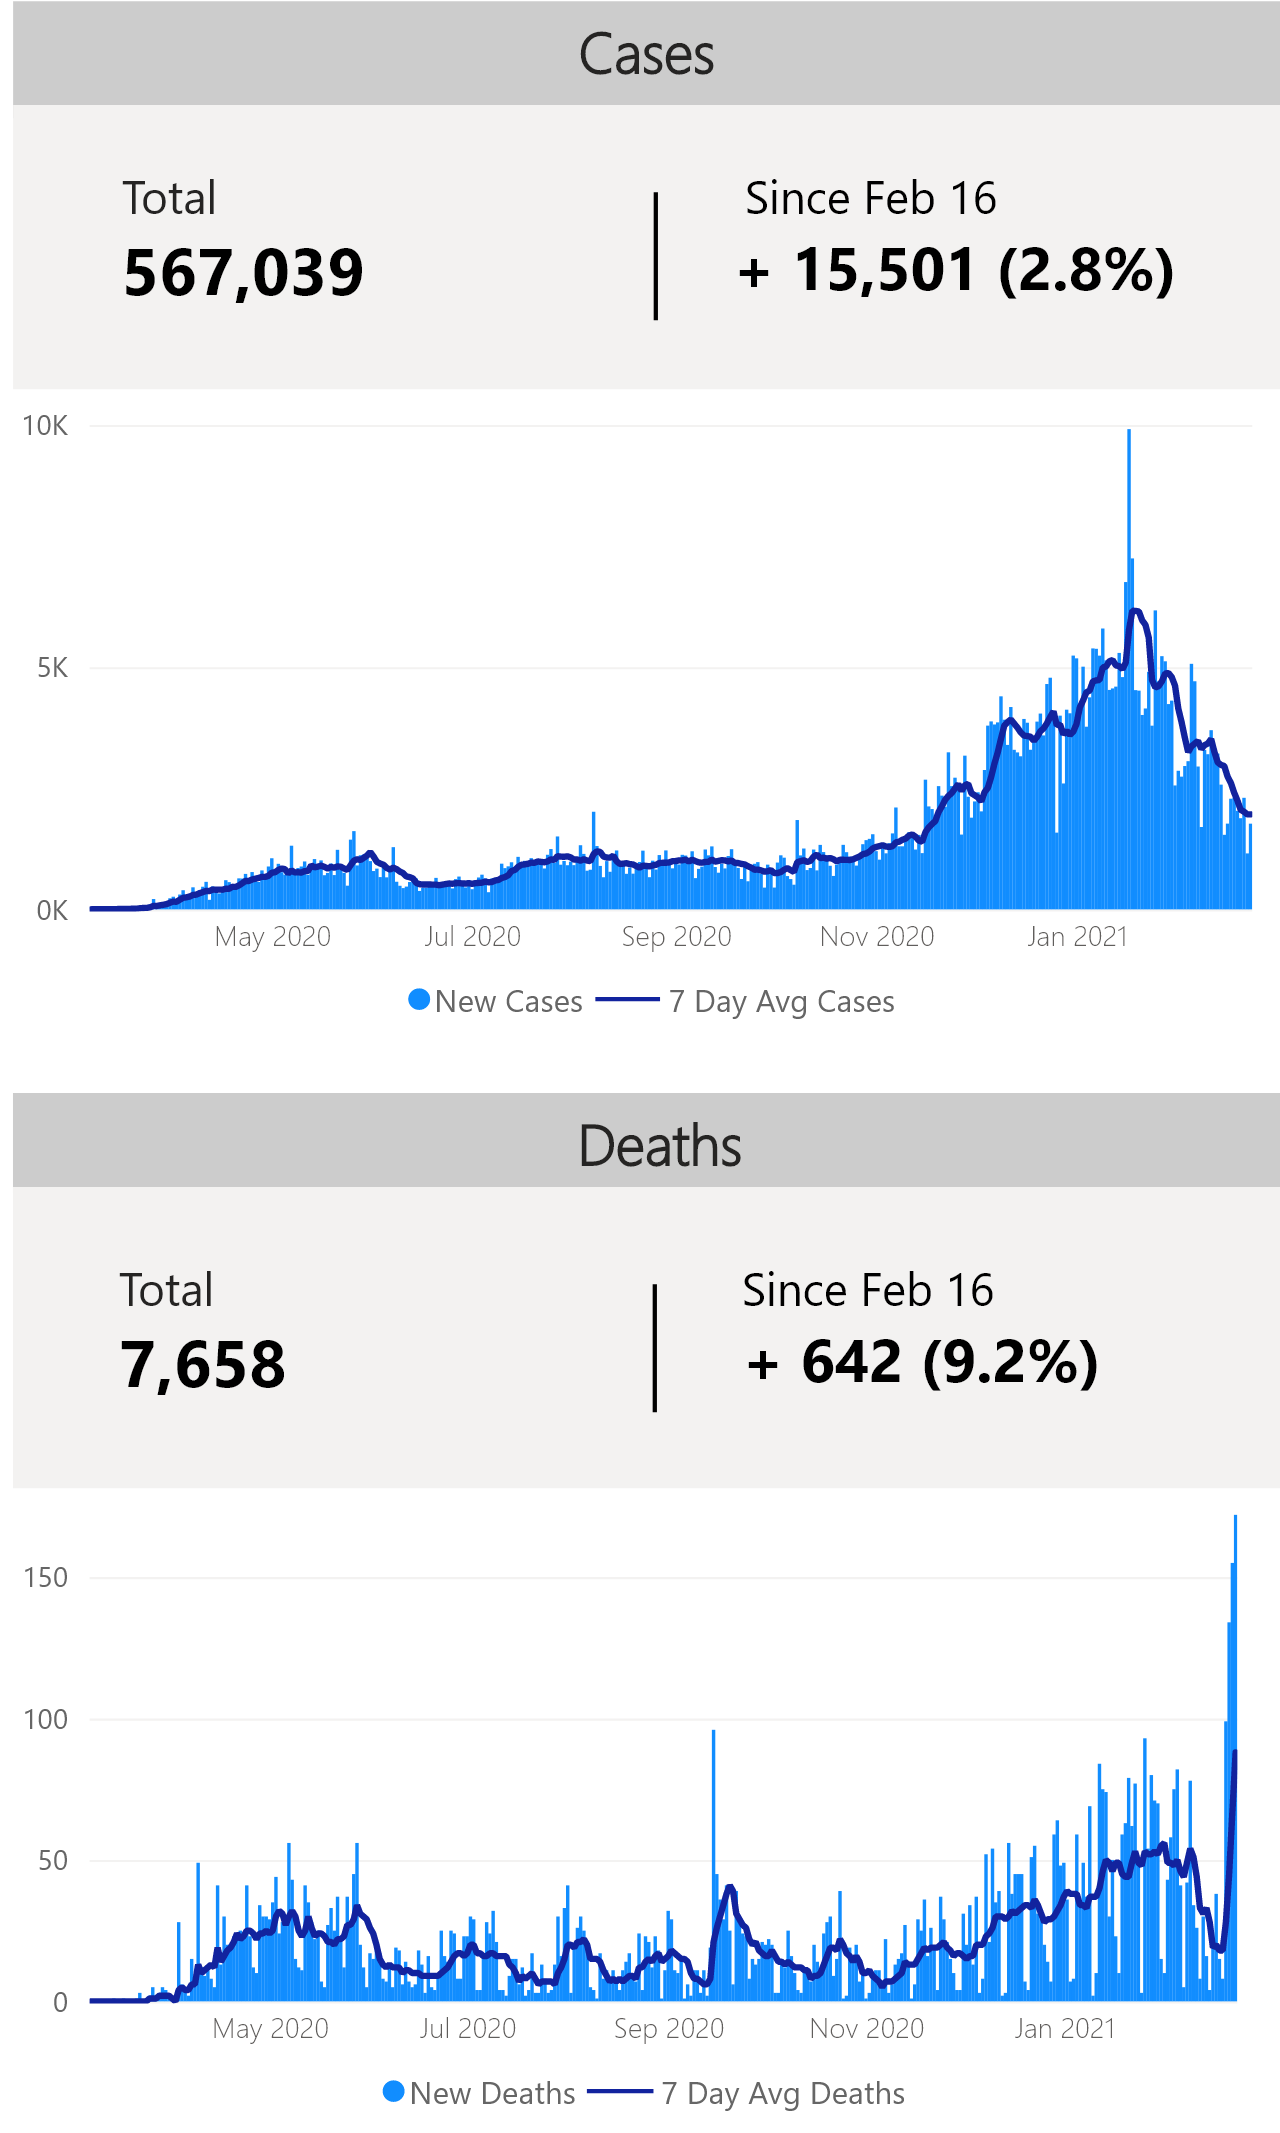 Cases
Total
Since Feb 16
567,039
+ 15,501 (2.8%)
10K
5K
0K
May 2020
Jul 2020
Sep 2020
Nov 2020
Jan 2021
New Cases
7 Day Avg Cases
Deaths
Total
Since Feb 16
7,658
+ 642 (9.2%)
150
100
50
0
May 2020
Jul 2020
Sep 2020
Nov 2020
Jan 2021
New Deaths
7 Day Avg Deaths